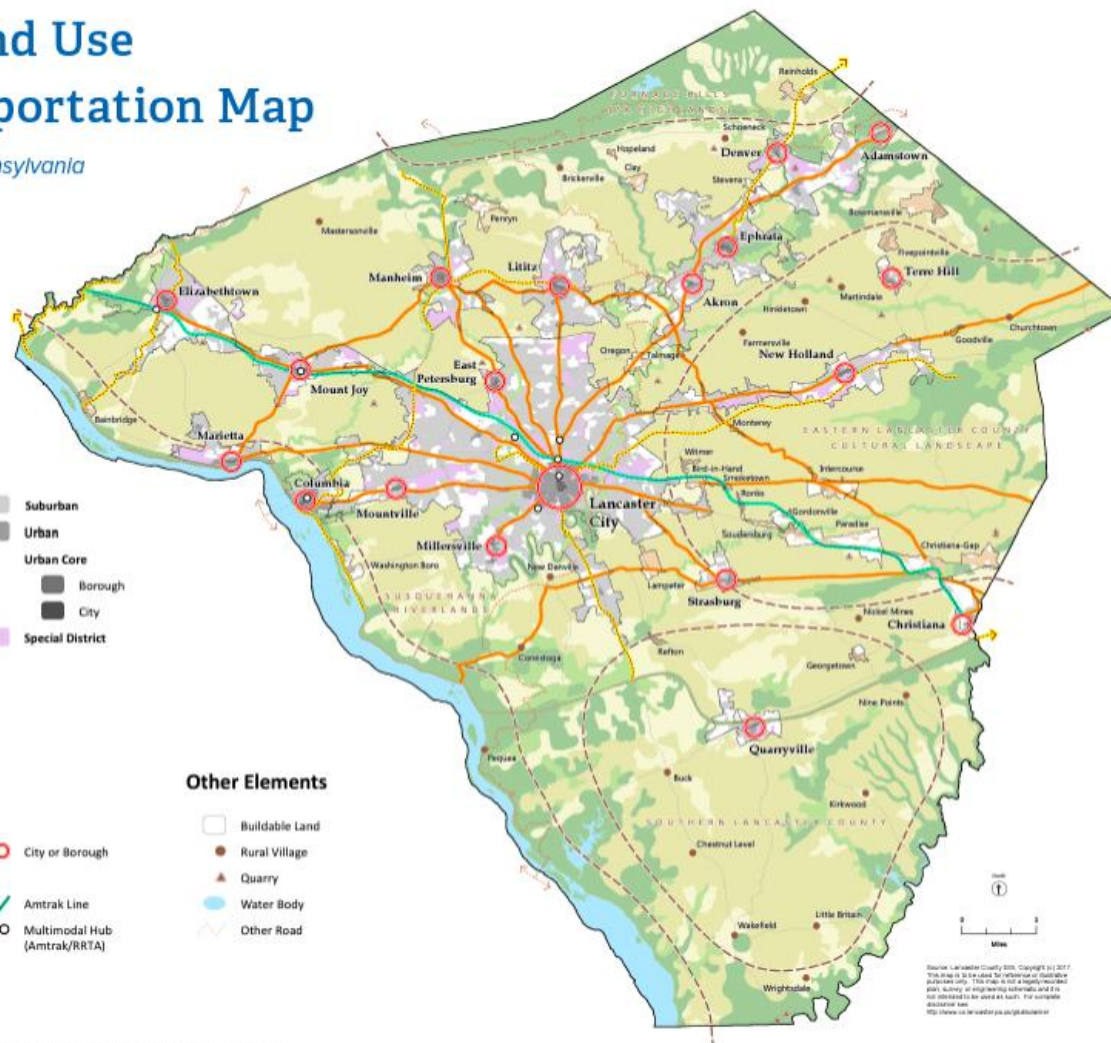 nd Use
portation Map
nsylvania
Reinholds
Schoeneck
Denver
Adamstown
Hopeland
Clay
Brickerville
Stevens
Bowmansville
Penryn
Mastersonville
Ephrata
Terre Hill
Manheim
Lititz
Elizabethtown
Akron
Martindale
Hinkletown
Churchtown
Goodville
Farmersville
New Holland
Oregon
Talmage
East
Petersburg
Mount Joy
Bainbridge
Marietta
Monterey
EASTERN LANCASTER COUNTY
CULTURAL LANDSCAPE
Witmer
Bird-in-Hand
Smoketown
Intercourse
Ronks
Columbia
Mountville
Lancaster
City
Gordonville
Paradise
Soudersburg
Christiana-Gap
Millersville
New Danville
Washington Boro
Lampeter
Strasburg
SUSQUEHANNA
RIVERLANDS
Nickel Mines
Christiana
Refton
Conestoga
Georgetown
Nine Points
Quarryville
Pequea
Buck
Kirkwood
SOUTHERN LANCASTER COUNTY
Chestnut Level
Little Britain
Wakefield
Wrightsdale
Suburban
Urban
Urban Core
Borough
City
Special District
City or Borough
Amtrak Line
Multimodal Hub
(Amtrak/RRTA)
Other Elements
Buildable Land
Rural Village
Quarry
Water Body
Other Road
0 3
Miles